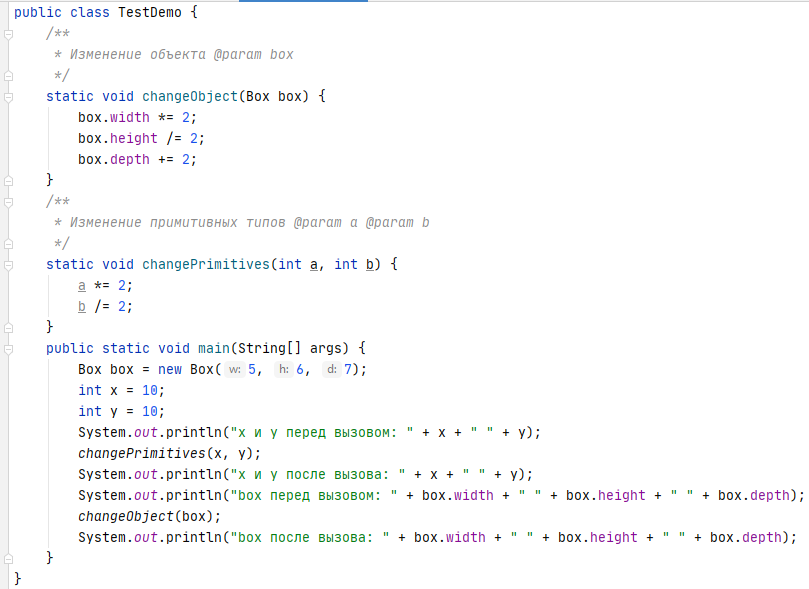 public class TestDemo {
/**
* Изменение объекта @param box
*/
static void changeObject(Box box) {
box.width *= 2;
box.height /= 2;
box.depth += 2;
}
/**
* Изменение примитивных типов @param a @param b
*/
static void changePrimitives(int a, int b) {
a *= 2;
b /= 2;
}
public static void main(String[] args) {
Box box = new Box( w: 5, h: 6, d: 7);
int x = 10;
int y = 10;
System.out.println("x и y перед вызовом: " + x + " " + y);
changePrimitives(x, y);
System.out.println("x и y после вызова: " + x + " " + y);
System.out.println("box перед вызовом: " + box.width + " " + box.height + " " + box.depth);
changeObject(box);
System.out.println("box после вызова: " + box.width + " " + box.height + " " + box.depth);
}
}